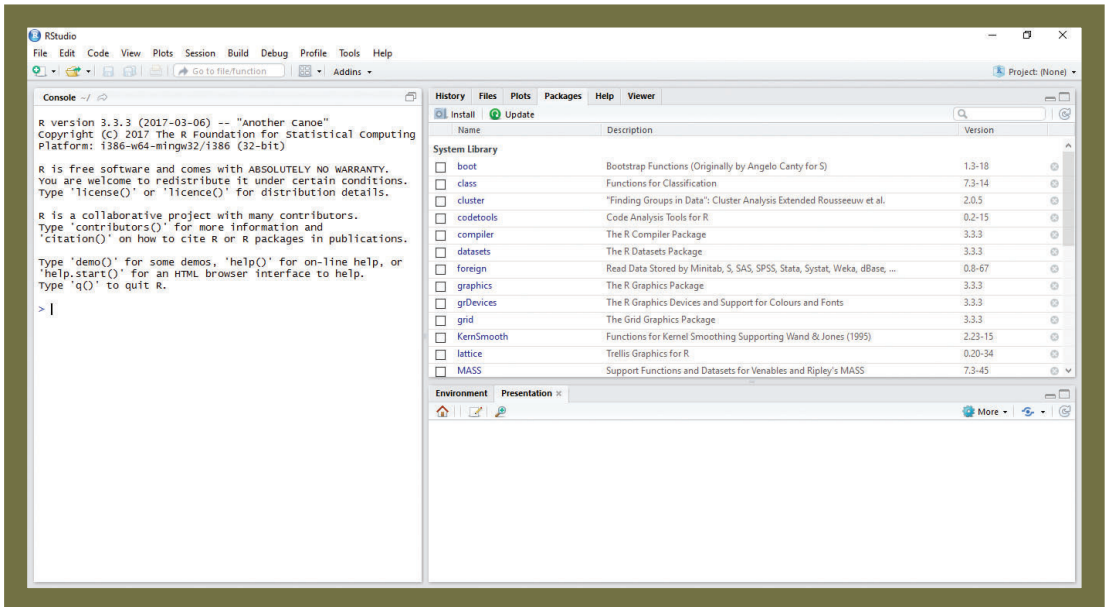 RStudio
File Edit Code View Plots Session Build Debug Profile Tools Help
Go to file/function Addins Project: (None)
Console ~/
R version 3.3.3 (2017-03-06) -- "Another Canoe"
Copyright (C) 2017 The R Foundation for Statistical Computing
Platform: i386-w64-mingw32/i386 (32-bit)
R is free software and comes with ABSOLUTELY NO WARRANTY.
You are welcome to redistribute it under certain conditions.
Type 'license()' or 'licence()' for distribution details.
R is a collaborative project with many contributors.
Type 'contributors()' for more information and
'citation()' on how to cite R or R packages in publications.
Type 'demo()' for some demos, 'help()' for on-line help, or
'help.start()' for an HTML browser interface to help.
Type 'q()' to quit R.
>
History Files Plots Packages Help Viewer
Install Update
Name Description Version
System Library
boot Bootstrap Functions (Originally by Angelo Canty for S) 1.3-18
class Functions for Classification 7.3-14
cluster "Finding Groups in Data": Cluster Analysis Extended Rousseeuw et al. 2.0.5
codetools Code Analysis Tools for R 0.2-15
compiler The R Compiler Package 3.3.3
datasets The R Datasets Package 3.3.3
foreign Read Data Stored by Minitab, S, SAS, SPSS, Stata, Systat, Weka, dBase, ... 0.8-67
graphics The R Graphics Package 3.3.3
grDevices The R Graphics Devices and Support for Colours and Fonts 3.3.3
grid The Grid Graphics Package 3.3.3
KernSmooth Functions for Kernel Smoothing Supporting Wand & Jones (1995) 2.23-15
lattice Trellis Graphics for R 0.20-34
MASS Support Functions and Datasets for Venables and Ripley's MASS 7.3-45
Environment Presentation
More